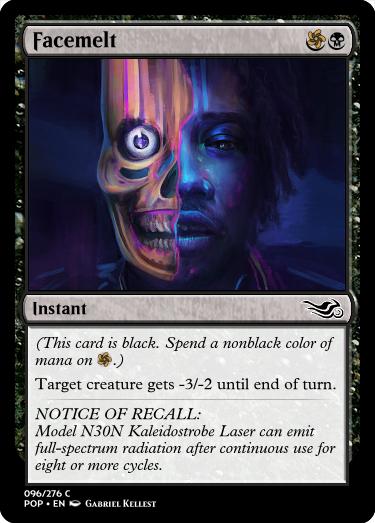 Facemelt
Instant
(This card is black. Spend a nonblack color of
mana on .)
Target creature gets -3/-2 until end of turn.
NOTICE OF RECALL:
Model N30N Kaleidostrobe Laser can emit
full-spectrum radiation after continuous use for
eight or more cycles.
096/276 C
POP • EN Gabriel Kellest